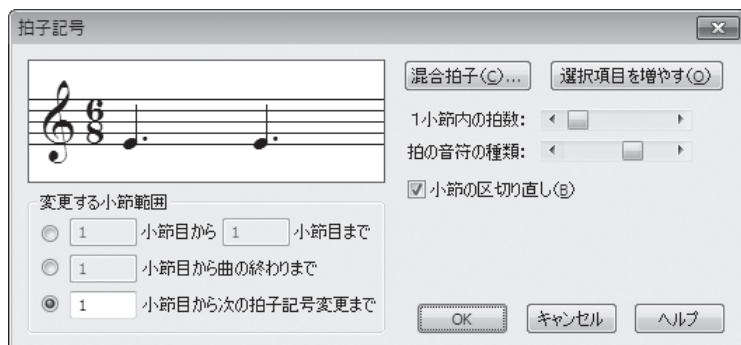 拍子記号
6
8
混合拍子(C)... 選択項目を増やす(O)
1小節内の拍数:
拍の音符の種類:
小節の区切り直し(B)
変更する小節範囲
1 小節目から 1 小節目まで
1 小節目から曲の終わりまで
1 小節目から次の拍子記号変更まで
OK キャンセル ヘルプ